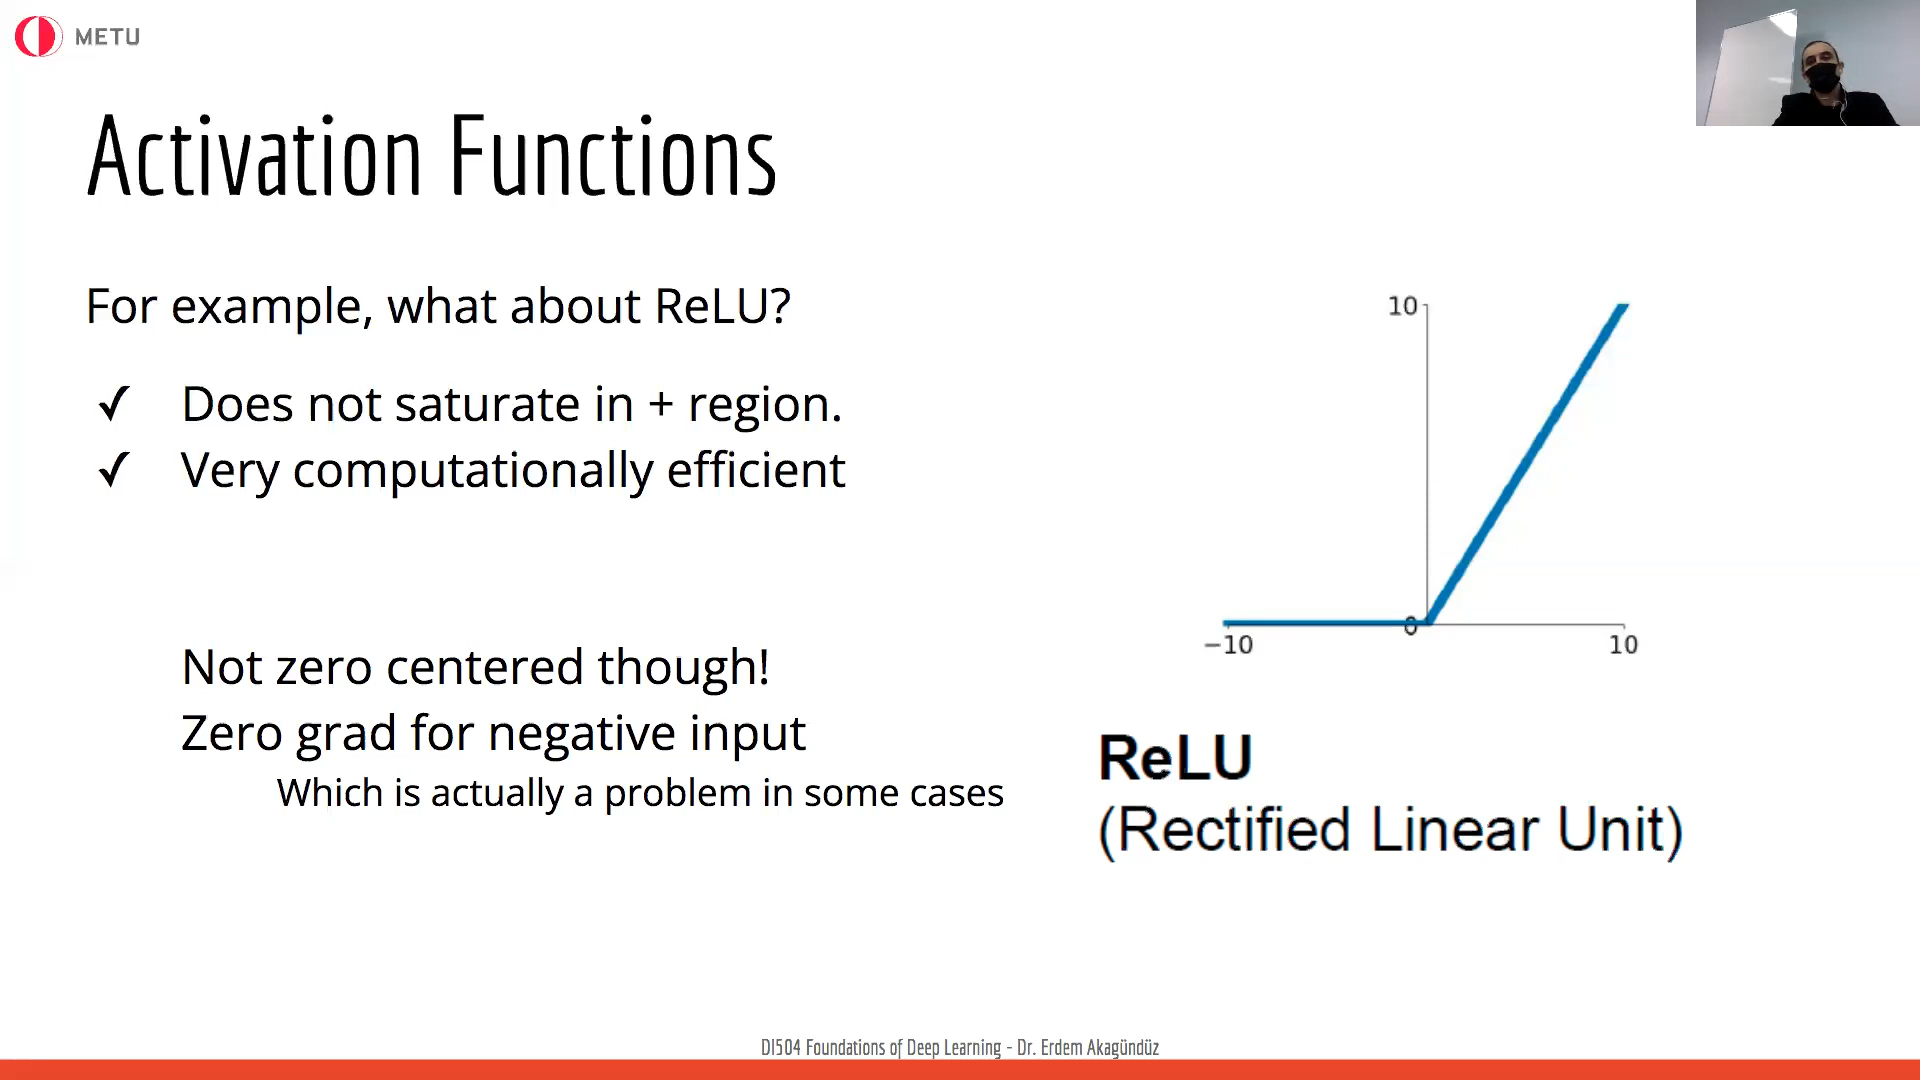 METU
Activation Functions
For example, what about ReLU?
✓ Does not saturate in + region.
✓ Very computationally efficient
Not zero centered though!
Zero grad for negative input
Which is actually a problem in some cases
10
0
−10
10
ReLU
(Rectified Linear Unit)
DI504 Foundations of Deep Learning - Dr. Erdem Akagündüz